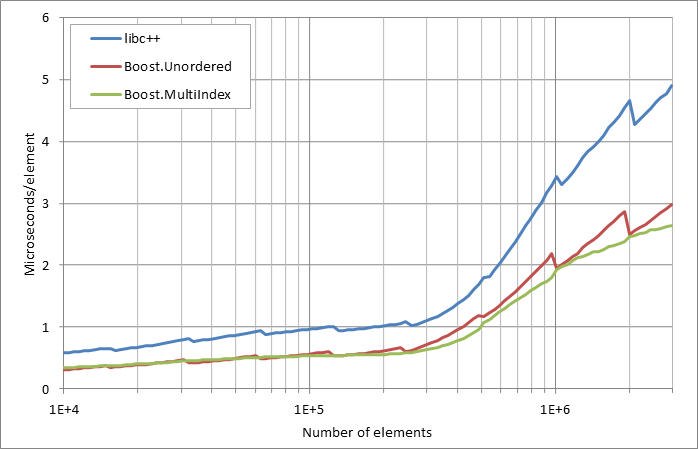 6
5
4
3
2
1
0
Microseconds/element
libc++
Boost.Unordered
Boost.MultiIndex
1E+4
1E+5
1E+6
Number of elements